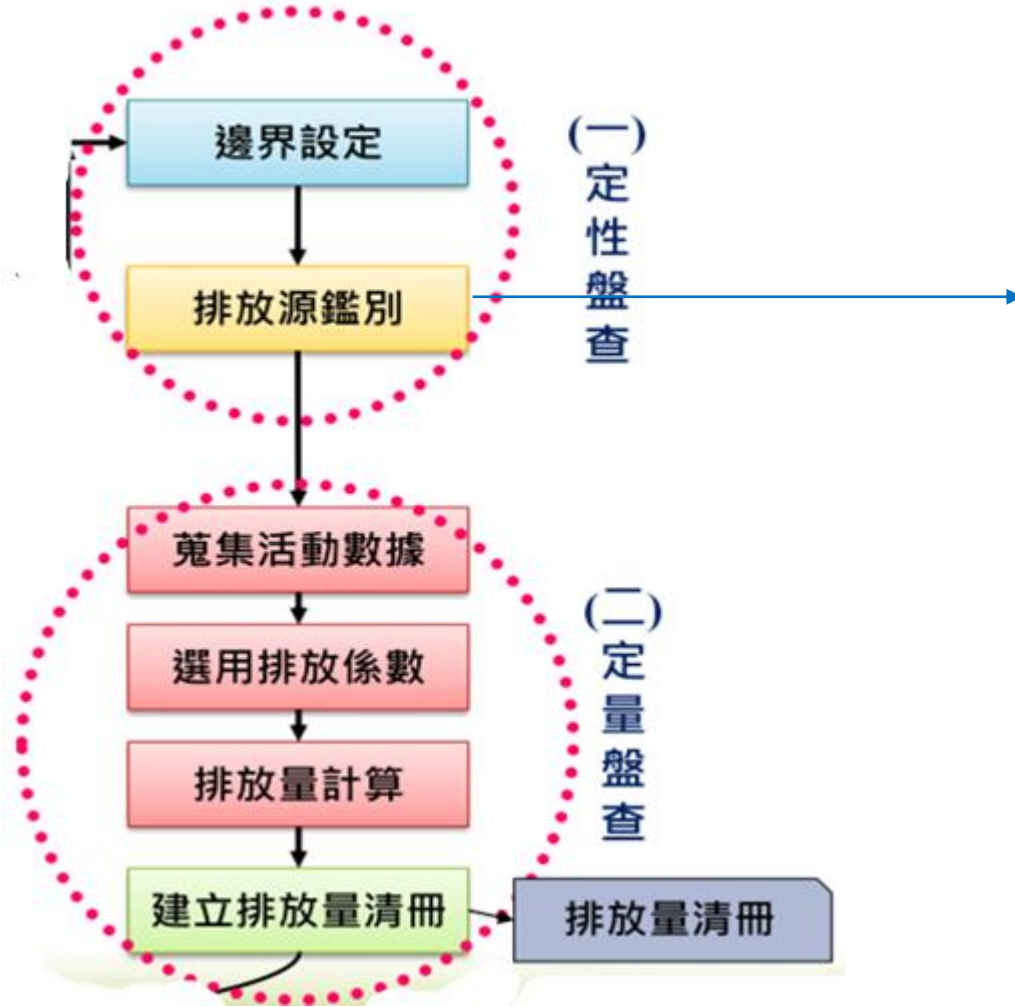 邊界設定
(一)定性盤查
排放源鑑別
蒐集活動數據
選用排放係數
(二)定量盤查
排放量計算
建立排放量清冊
排放量清冊